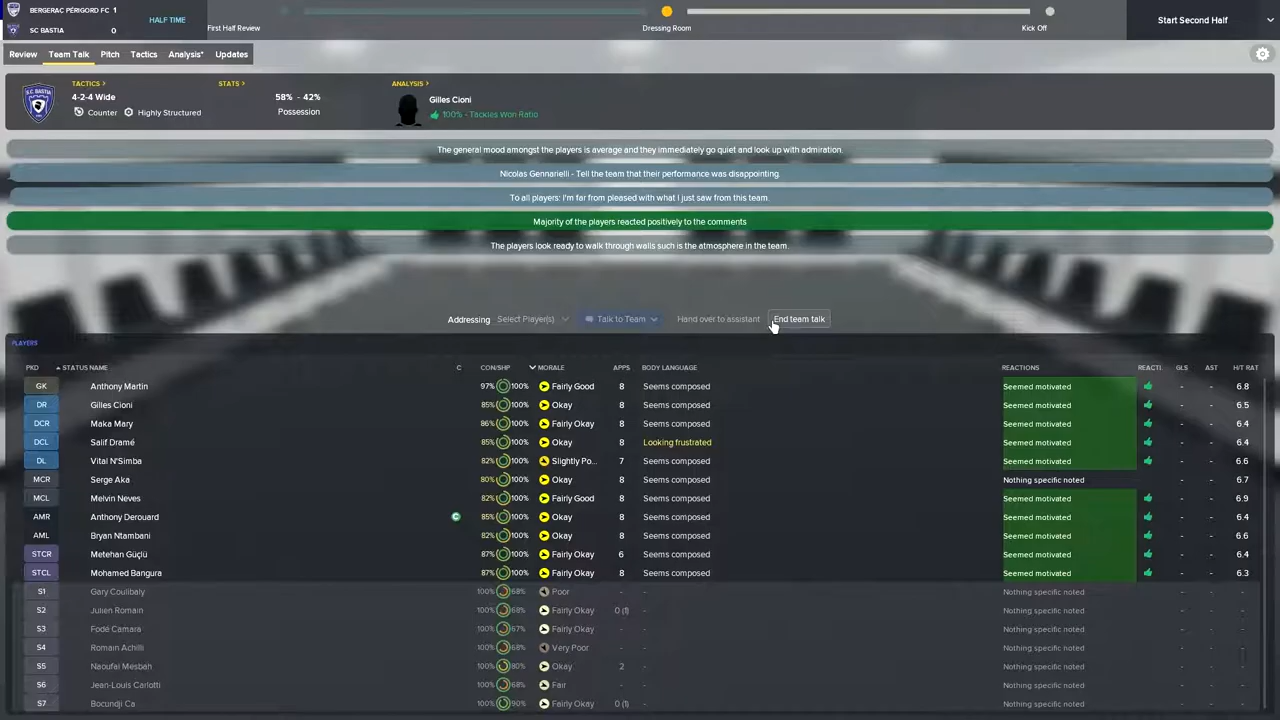 BERGERAC PÉRIGORD FC 1
SC BASTIA 0
HALF TIME
First Half Review
Dressing Room
Kick Off
Start Second Half
Review Team Talk Pitch Tactics Analysis* Updates
TACTICS > STATS > ANALYSIS >
4-2-4 Wide
Counter Highly Structured
58% - 42%
Possession
Gilles Cioni
100% - Tackles Won Ratio
The general mood amongst the players is average and they immediately go quiet and look up with admiration.
Nicolas Gennarielli - Tell the team that their performance was disappointing.
To all players: I'm far from pleased with what I just saw from this team.
Majority of the players reacted positively to the comments
The players look ready to walk through walls such is the atmosphere in the team.
Addressing Select Player(s) Talk to Team Hand over to assistant End team talk
PLAYERS
PKD STATUS NAME C CON/SHP MORALE APPS BODY LANGUAGE REACTIONS REACTI... GLS AST H/T RAT
GK Anthony Martin 97% 100% Fairly Good 8 Seems composed Seemed motivated - - 6.8
DR Gilles Cioni 85% 100% Okay 8 Seems composed Seemed motivated - - 6.5
DCR Maka Mary 86% 100% Fairly Okay 8 Seems composed Seemed motivated - - 6.4
DCL Salif Dramé 85% 100% Okay 8 Looking frustrated Seemed motivated - - 6.4
DL Vital N'Simba 82% 100% Slightly Po... 7 Seems composed Seemed motivated - - 6.6
MCR Serge Aka 80% 100% Okay 8 Seems composed Nothing specific noted - - 6.7
MCL Melvin Neves 82% 100% Fairly Good 8 Seems composed Seemed motivated - - 6.9
AMR Anthony Derouard C 85% 100% Okay 8 Seems composed Seemed motivated - - 6.4
AML Bryan Ntambani 82% 100% Okay 8 Seems composed Seemed motivated - - 6.6
STCR Metehan Güçlü 87% 100% Fairly Okay 6 Seems composed Seemed motivated - - 6.4
STCL Mohamed Bangura 87% 100% Fairly Okay 8 Seems composed Seemed motivated - - 6.3
S1 Gary Coulibaly 100% 68% Poor - - Nothing specific noted - - -
S2 Julien Romain 100% 68% Fairly Okay 0 (1) - Nothing specific noted - - -
S3 Fodé Camara 100% 67% Fairly Okay - - Nothing specific noted - - -
S4 Romain Achilli 100% 68% Very Poor - - Nothing specific noted - - -
S5 Naoufal Mesbah 100% 80% Okay 2 - Nothing specific noted - - -
S6 Jean-Louis Carlotti 100% 68% Fair - - Nothing specific noted - - -
S7 Bocundji Ca 100% 90% Fairly Okay 0 (1) - Nothing specific noted - - -